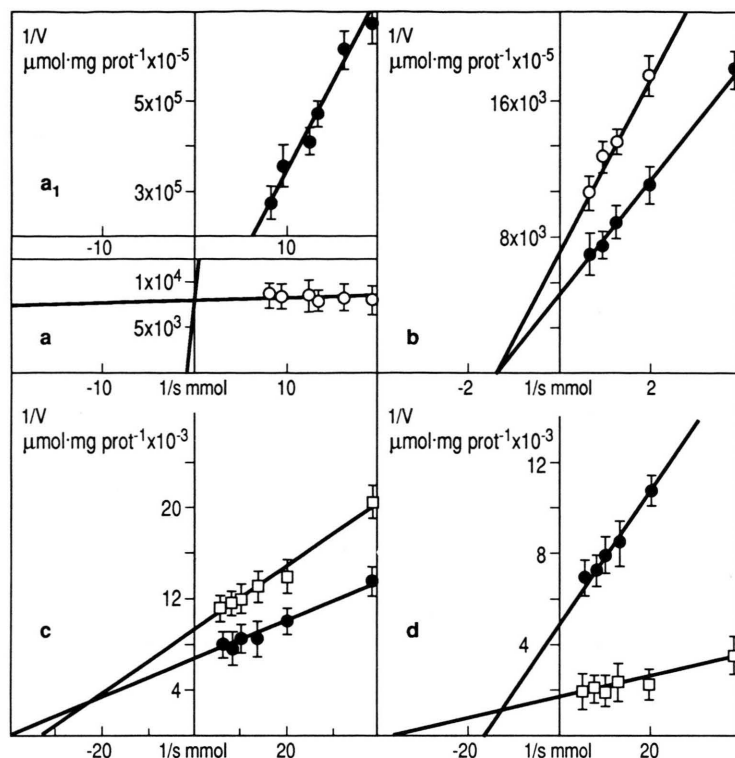 1/V
μmol·mg prot⁻¹x10⁻⁵
5x10⁵
3x10⁵
a₁
-10
10
1x10⁴
5x10³
a
-10
1/s mmol
10
1/V
μmol·mg prot⁻¹x10⁻⁵
16x10³
8x10³
b
-2
1/s mmol
2
1/V
μmol·mg prot⁻¹x10⁻³
20
12
4
c
-20
1/s mmol
20
1/V
μmol·mg prot⁻¹x10⁻³
12
8
4
d
-20
1/s mmol
20